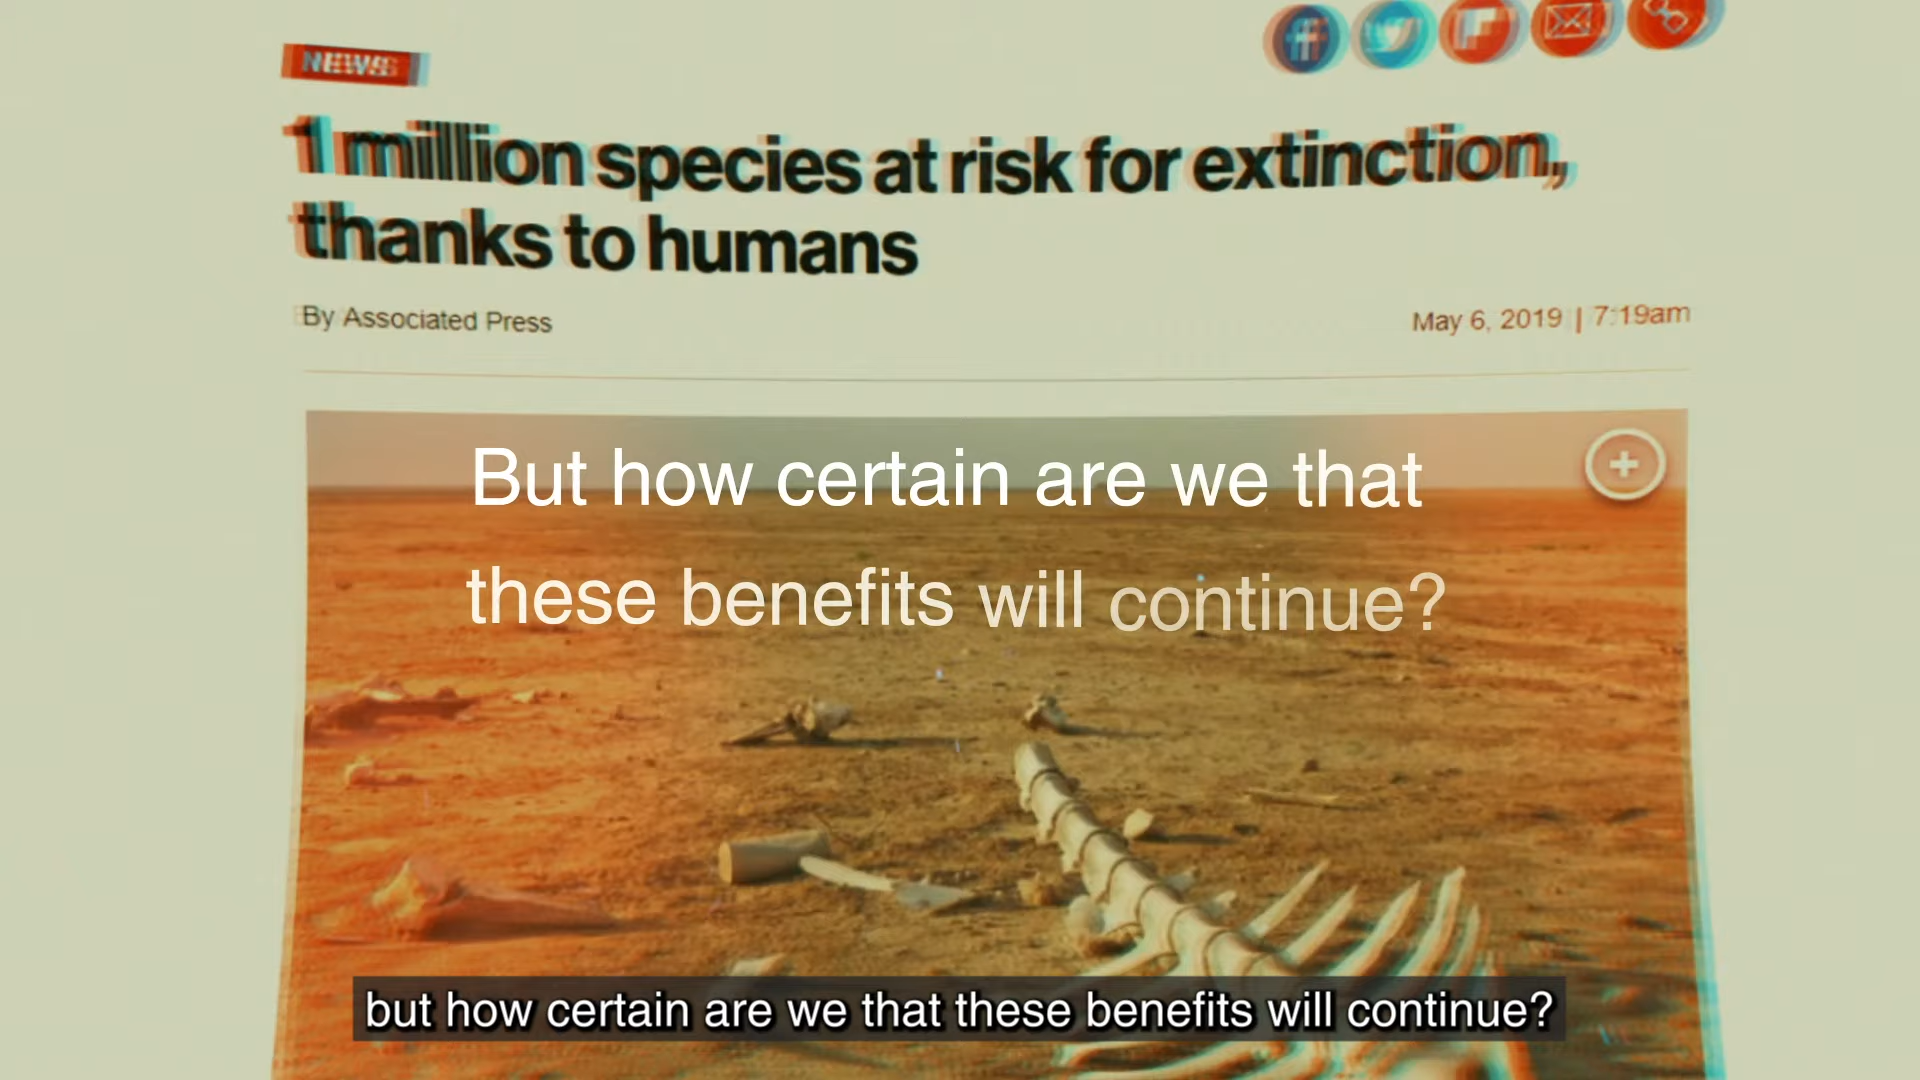 NEWS
1 million species at risk for extinction,
thanks to humans
By Associated Press
May 6, 2019 | 7:19am
But how certain are we that
these benefits will continue?
but how certain are we that these benefits will continue?